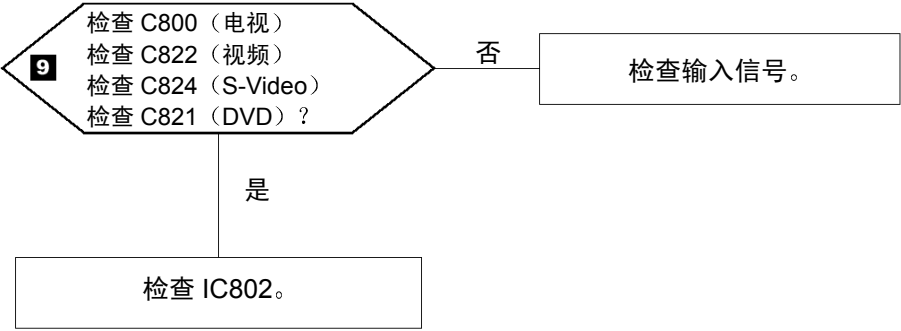 检查 C800（电视）
9
检查 C822（视频）
检查 C824（S-Video）
检查 C821（DVD）?
否
检查输入信号。
是
检查 IC802。